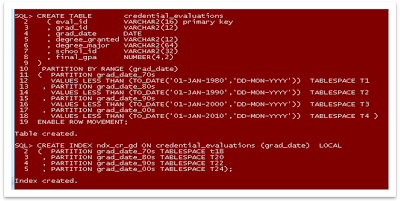 SQL> CREATE TABLE credential_evaluations
2 ( eval_id VARCHAR2(16) primary key
3 , grad_id VARCHAR2(12)
4 , grad_date DATE
5 , degree_granted VARCHAR2(12)
6 , degree_major VARCHAR2(64)
7 , school_id VARCHAR2(32)
8 , final_gpa NUMBER(4,2)
9 )
10 PARTITION BY RANGE (grad_date)
11 ( PARTITION grad_date_70s
12 VALUES LESS THAN (TO_DATE('01-JAN-1980','DD-MON-YYYY')) TABLESPACE T1
13 , PARTITION grad_date_80s
14 VALUES LESS THAN (TO_DATE('01-JAN-1990','DD-MON-YYYY')) TABLESPACE T2
15 , PARTITION grad_date_90s
16 VALUES LESS THAN (TO_DATE('01-JAN-2000','DD-MON-YYYY')) TABLESPACE T3
17 , PARTITION grad_date_00s
18 VALUES LESS THAN (TO_DATE('01-JAN-2010','DD-MON-YYYY')) TABLESPACE T4 )
19 ENABLE ROW MOVEMENT;
Table created.
SQL> CREATE INDEX ndx_cr_gd ON credential_evaluations (grad_date) LOCAL
2 ( PARTITION grad_date_70s TABLESPACE t18
3 , PARTITION grad_date_80s TABLESPACE T20
4 , PARTITION grad_date_90s TABLESPACE T22
5 , PARTITION grad_date_00s TABLESPACE T24);
Index created.